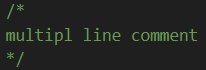 /*
multipl line comment
*/